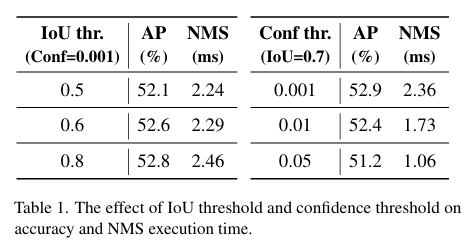 IoU thr. AP NMS Conf thr. AP NMS
(Conf=0.001) (%) (ms) (IoU=0.7) (%) (ms)
0.5 52.1 2.24 0.001 52.9 2.36
0.6 52.6 2.29 0.01 52.4 1.73
0.8 52.8 2.46 0.05 51.2 1.06
Table 1. The effect of IoU threshold and confidence threshold on
accuracy and NMS execution time.